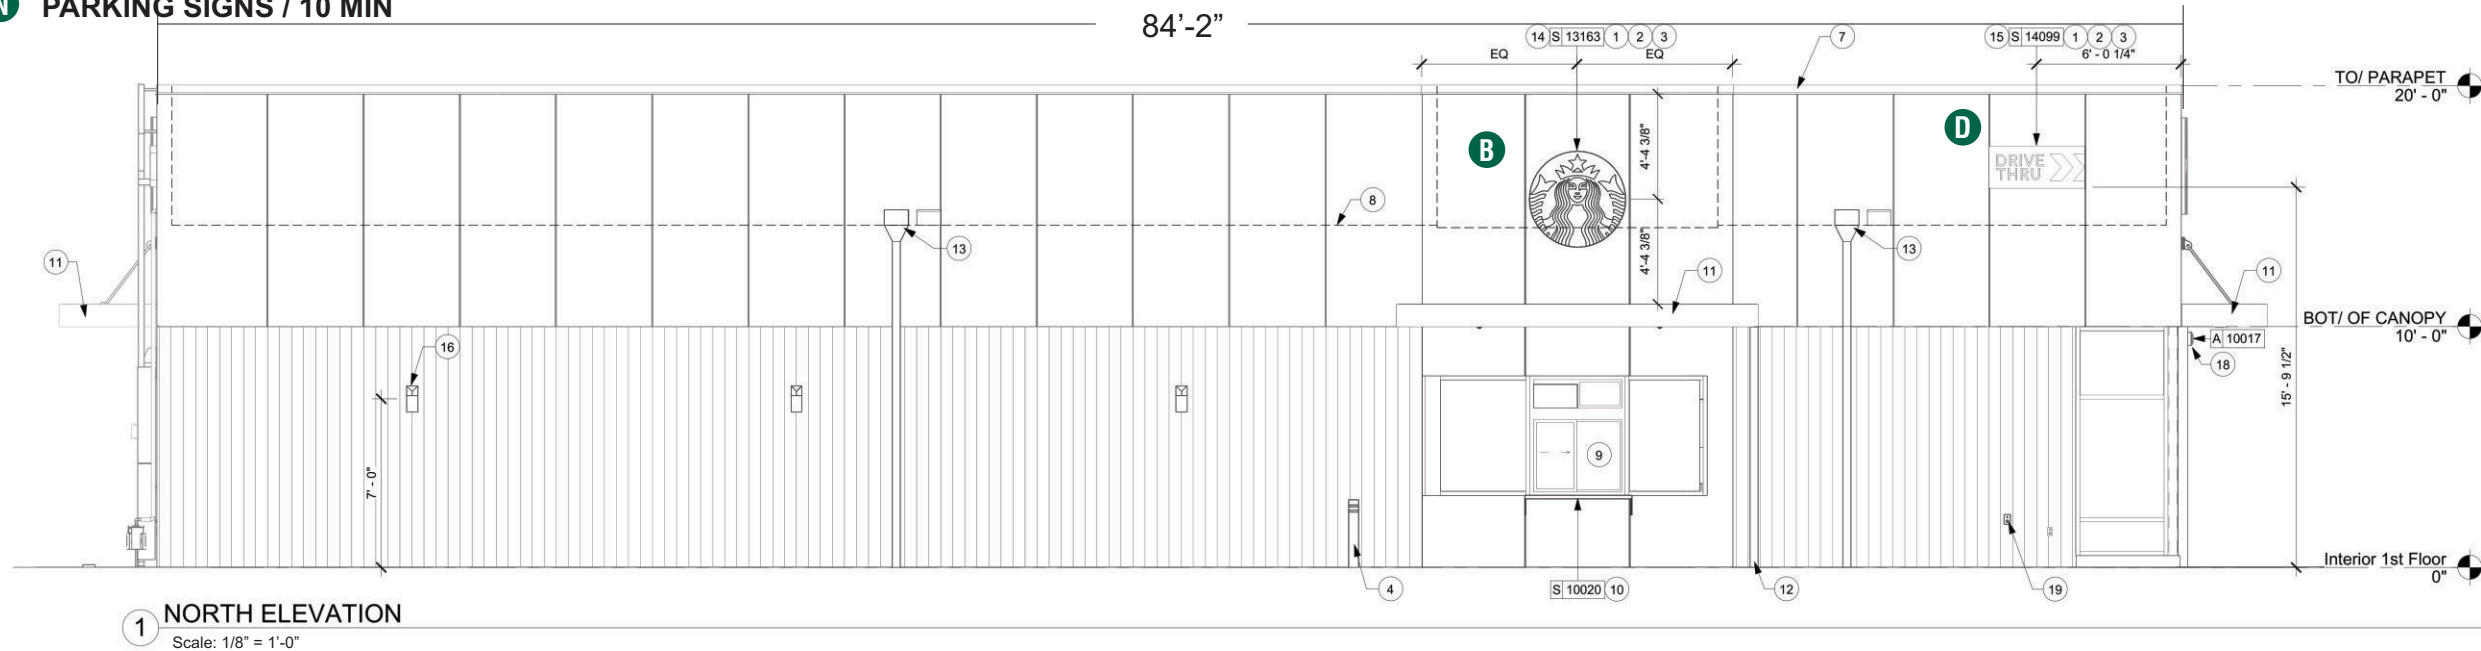 N PARKING SIGNS / 10 MIN
84’-2”
14 S 13163 1 2 3
7
15 S 14099 1 2 3
EQ EQ
6' - 0 1/4"
TO/ PARAPET
20' - 0"
B
D
4'-4 3/8"
DRIVE
THRU
8
13
13
4'-4 3/8"
11
11
11
BOT/ OF CANOPY
10' - 0"
A 10017
16
18
15' - 9 1/2"
7' - 0"
9
Interior 1st Floor
0"
4
S 10020 10
12
19
1 NORTH ELEVATION
Scale: 1/8” = 1’-0”